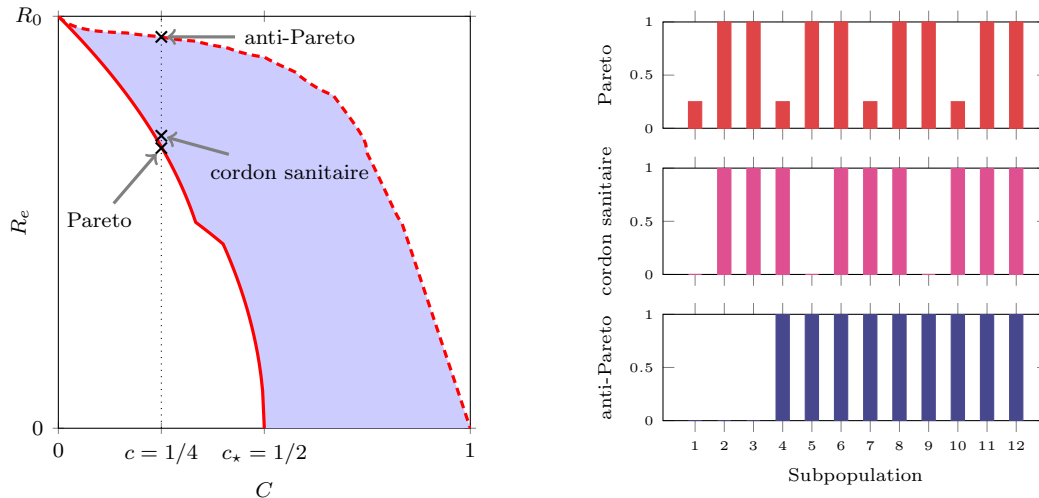 R₀
anti-Pareto
cordon sanitaire
Pareto
Rₑ
0
0
c = 1/4
c⋆ = 1/2
1
C
Pareto
1
0.5
0
cordon sanitaire
1
0.5
0
anti-Pareto
1
0.5
0
1 2 3 4 5 6 7 8 9 10 11 12
Subpopulation